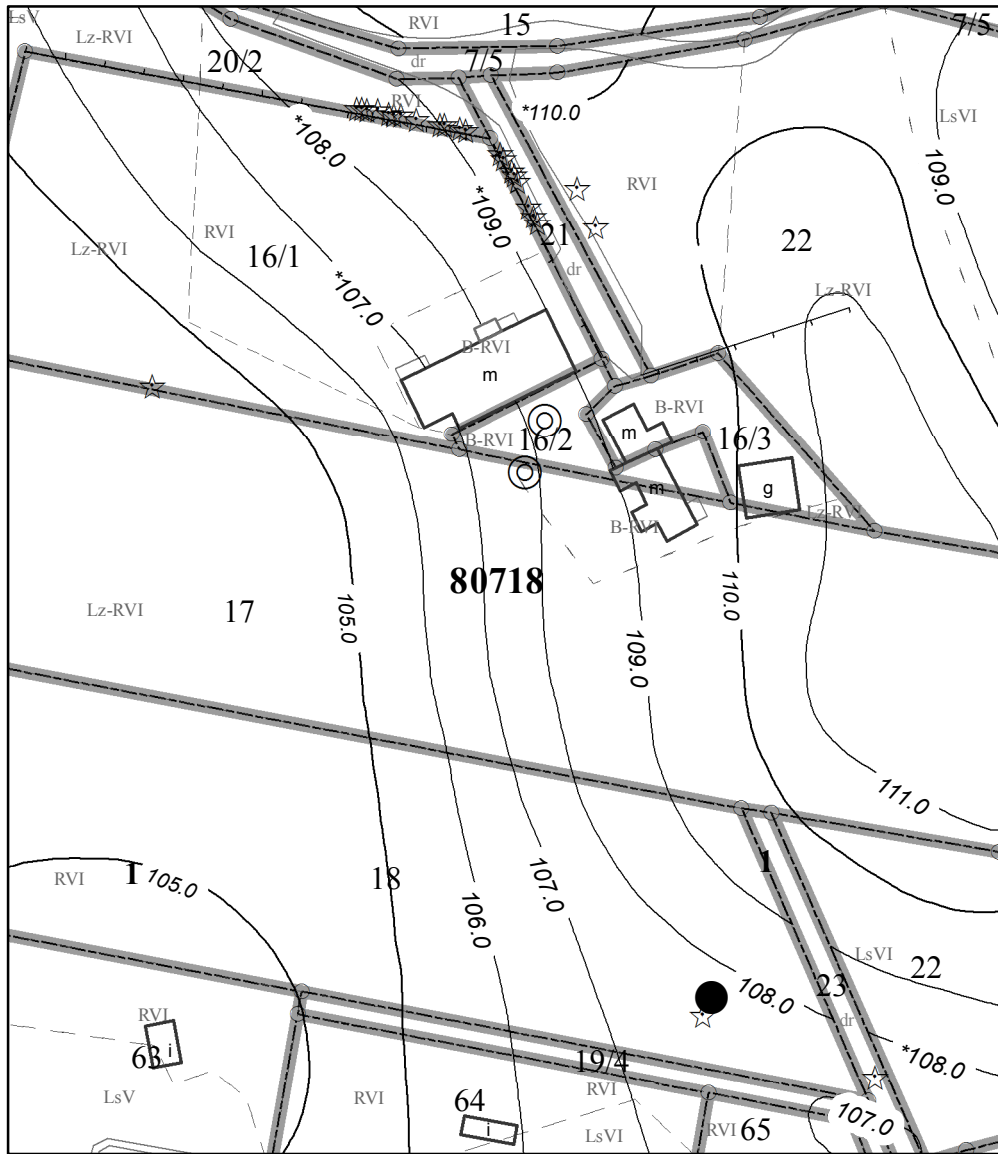 LsV
RVI
15
7/5
Lz-RVI
20/2
dr
7/5
RVI
*110.0
LsVI
*108.0
109.0
RVI
*109.0
Lz-RVI
RVI
16/1
21
22
dr
*107.0
Lz-RVI
B-RVI
m
B-RVI
B-RVI
16/2
m
16/3
m
g
Lz-RVI
B-RVI
80718
Lz-RVI
17
105.0
110.0
109.0
111.0
RVI
1
105.0
18
107.0
1
106.0
LsVI
22
108.0
23
RVI
dr
63
i
*108.0
19/4
LsV
RVI
RVI
64
i
107.0
LsVI
RVI
65